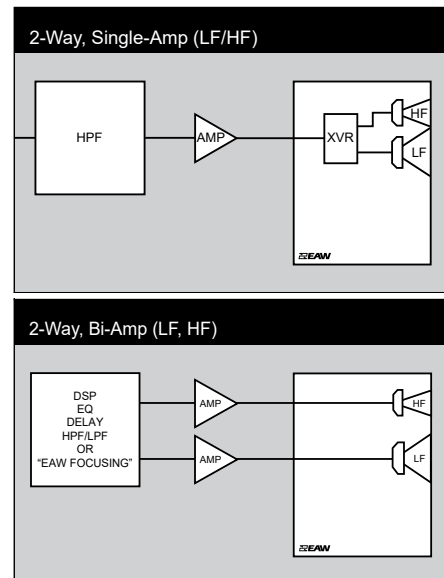 2-Way, Single-Amp (LF/HF)
HPF
AMP
XVR
HF
LF
EAW
2-Way, Bi-Amp (LF, HF)
DSP
EQ
DELAY
HPF/LPF
OR
“EAW FOCUSING”
AMP
HF
AMP
LF
EAW